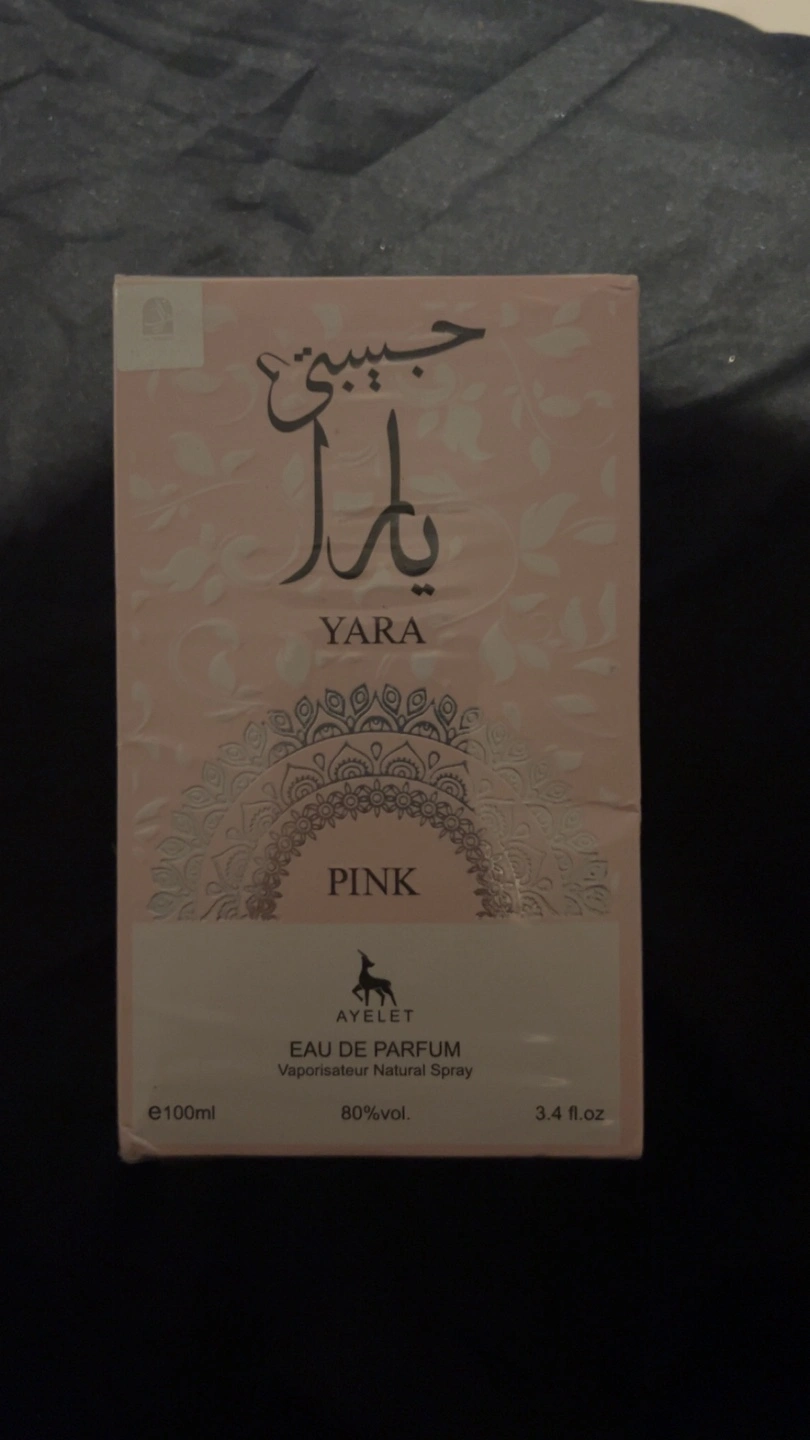 حبيبتي
يارا
YARA
PINK
AYELET
EAU DE PARFUM
Vaporisateur Natural Spray
℮100ml 80%vol. 3.4 fl.oz